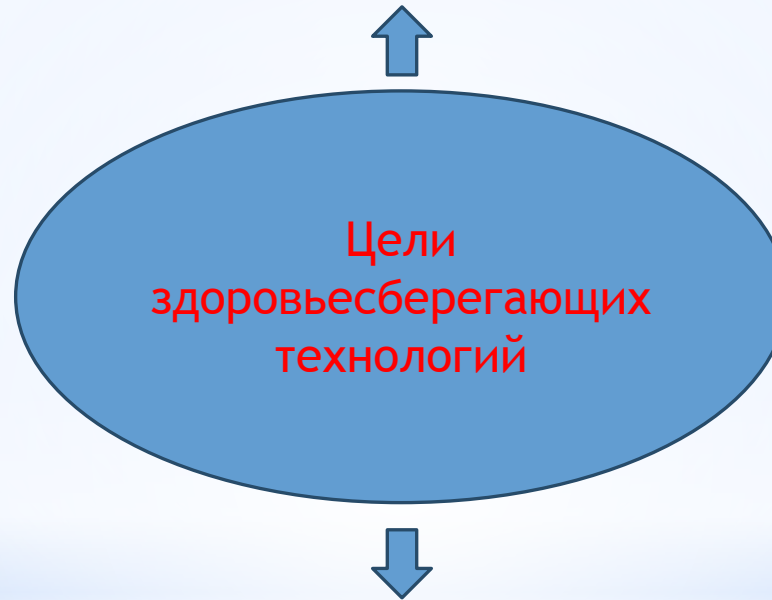 Цели
здоровьесберегающих
технологий